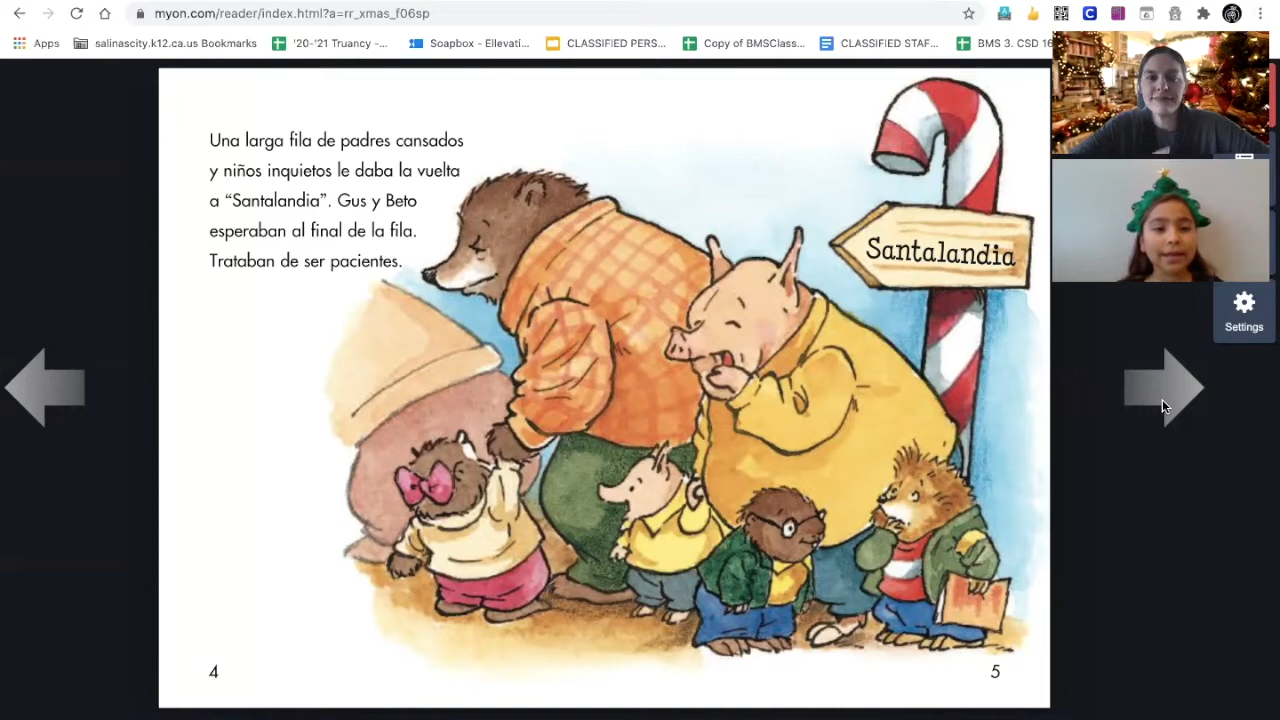 myon.com/reader/index.html?a=rr_xmas_f06sp
Apps
salinascity.k12.ca.us Bookmarks
'20-'21 Truancy -...
Soapbox - Ellevati...
CLASSIFIED PERS...
Copy of BMSClass...
CLASSIFIED STAF...
BMS 3. CSD 16
Una larga fila de padres cansados
y niños inquietos le daba la vuelta
a “Santalandia”. Gus y Beto
esperaban al final de la fila.
Trataban de ser pacientes.
Santalandia
Settings
4
5